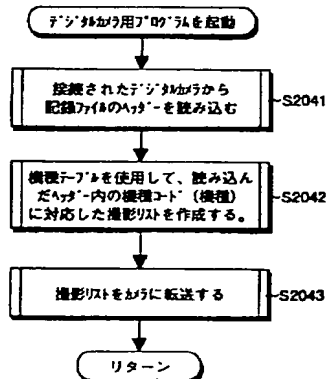 ﾃﾞｼﾞﾀﾙｶﾒﾗ用ﾌﾟﾛｸﾞﾗﾑを起動
接続されたﾃﾞｼﾞﾀﾙｶﾒﾗから
記録ﾌｧｲﾙのﾍｯﾀﾞｰを読み込む
S2041
機種ﾃｰﾌﾞﾙを使用して、読み込ん
だﾍｯﾀﾞｰ内の機種ｺｰﾄﾞ(機種)
に対応した撮影ﾘｽﾄを作成する。
S2042
撮影ﾘｽﾄをｶﾒﾗに転送する
S2043
リターン